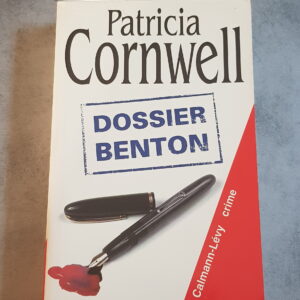 Patricia
Cornwell
DOSSIER
BENTON
Calmann-Lévy crime